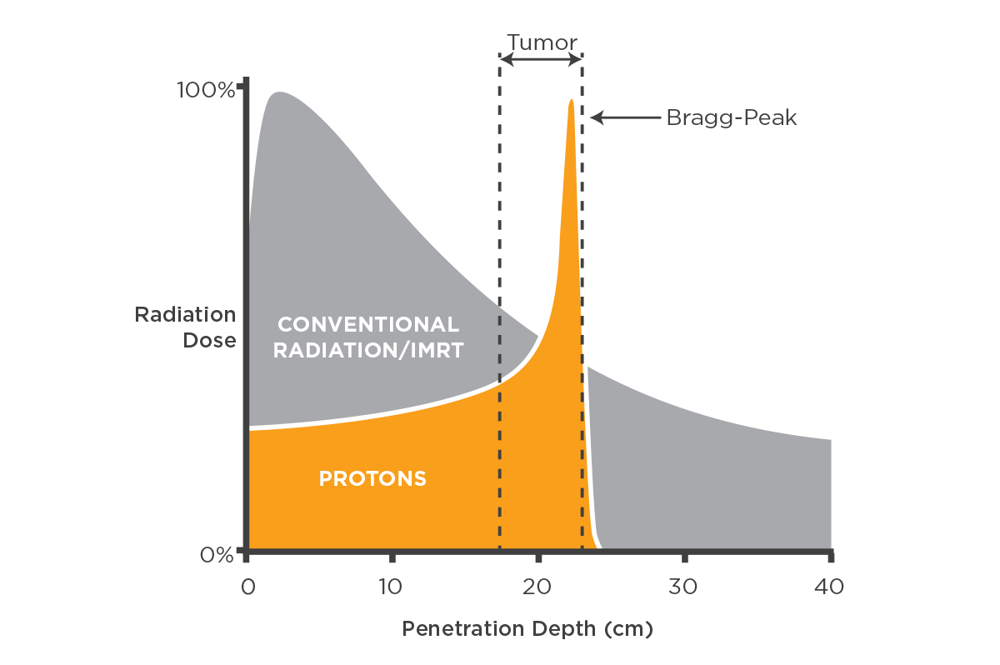 Tumor
100%
Bragg-Peak
Radiation
Dose
CONVENTIONAL
RADIATION/IMRT
PROTONS
0%
0 10 20 30 40
Penetration Depth (cm)